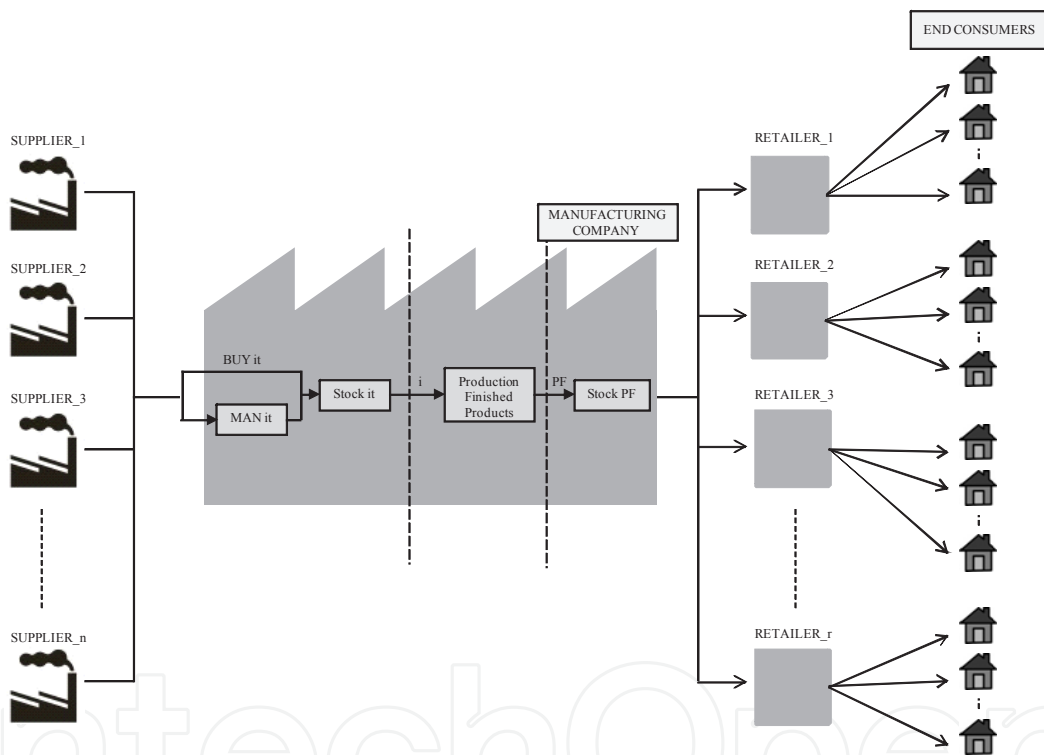 END CONSUMERS
SUPPLIER_1
RETAILER_1
MANUFACTURING
COMPANY
SUPPLIER_2
RETAILER_2
BUY it
MAN it
Stock it
i
Production
Finished
Products
PF
Stock PF
SUPPLIER_3
RETAILER_3
SUPPLIER_n
RETAILER_r